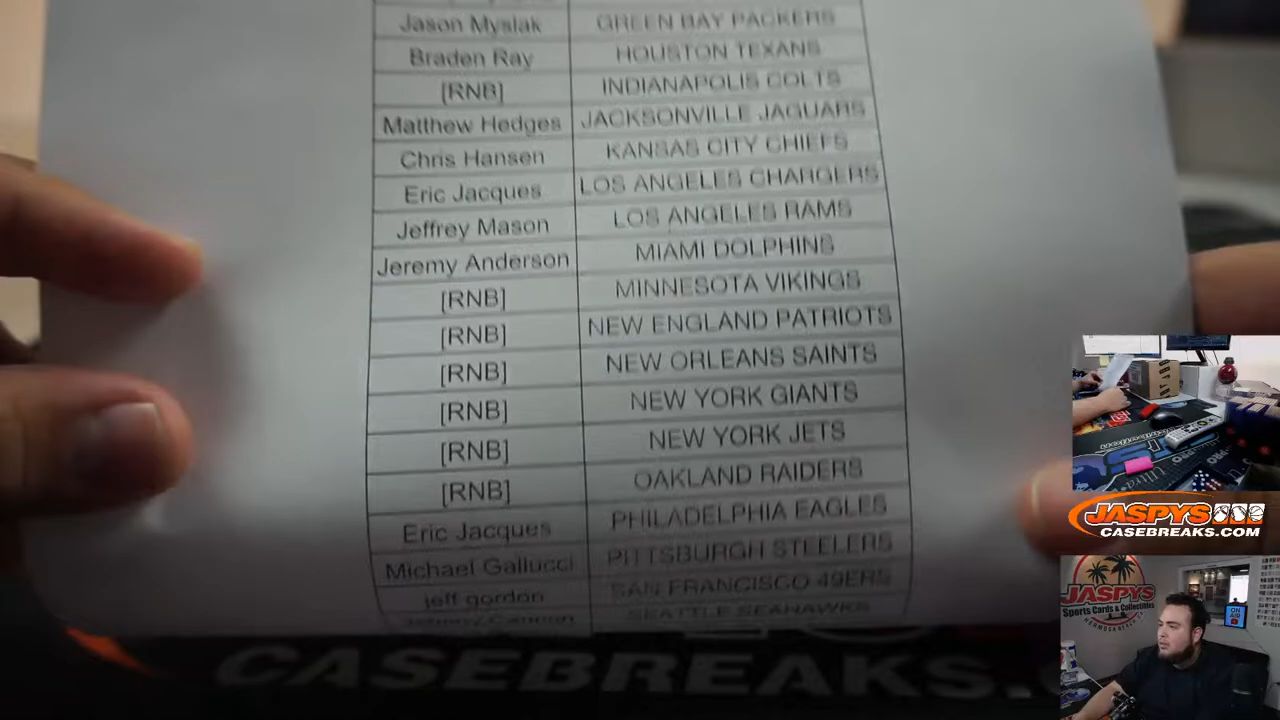 Jason Myslak GREEN BAY PACKERS
Braden Ray HOUSTON TEXANS
[RNB] INDIANAPOLIS COLTS
Matthew Hedges JACKSONVILLE JAGUARS
Chris Hansen KANSAS CITY CHIEFS
Eric Jacques LOS ANGELES CHARGERS
Jeffrey Mason LOS ANGELES RAMS
Jeremy Anderson MIAMI DOLPHINS
[RNB] MINNESOTA VIKINGS
[RNB] NEW ENGLAND PATRIOTS
[RNB] NEW ORLEANS SAINTS
[RNB] NEW YORK GIANTS
[RNB] NEW YORK JETS
[RNB] OAKLAND RAIDERS
Eric Jacques PHILADELPHIA EAGLES
Michael Gallucci PITTSBURGH STEELERS
jeff gordon SAN FRANCISCO 49ERS
SEATTLE SEAHAWKS
CASEBREAKS.
JASPYS
CASEBREAKS.COM
JASPYS
Sports Cards & Collectibles
HERMOSA BEACH
ON AIR